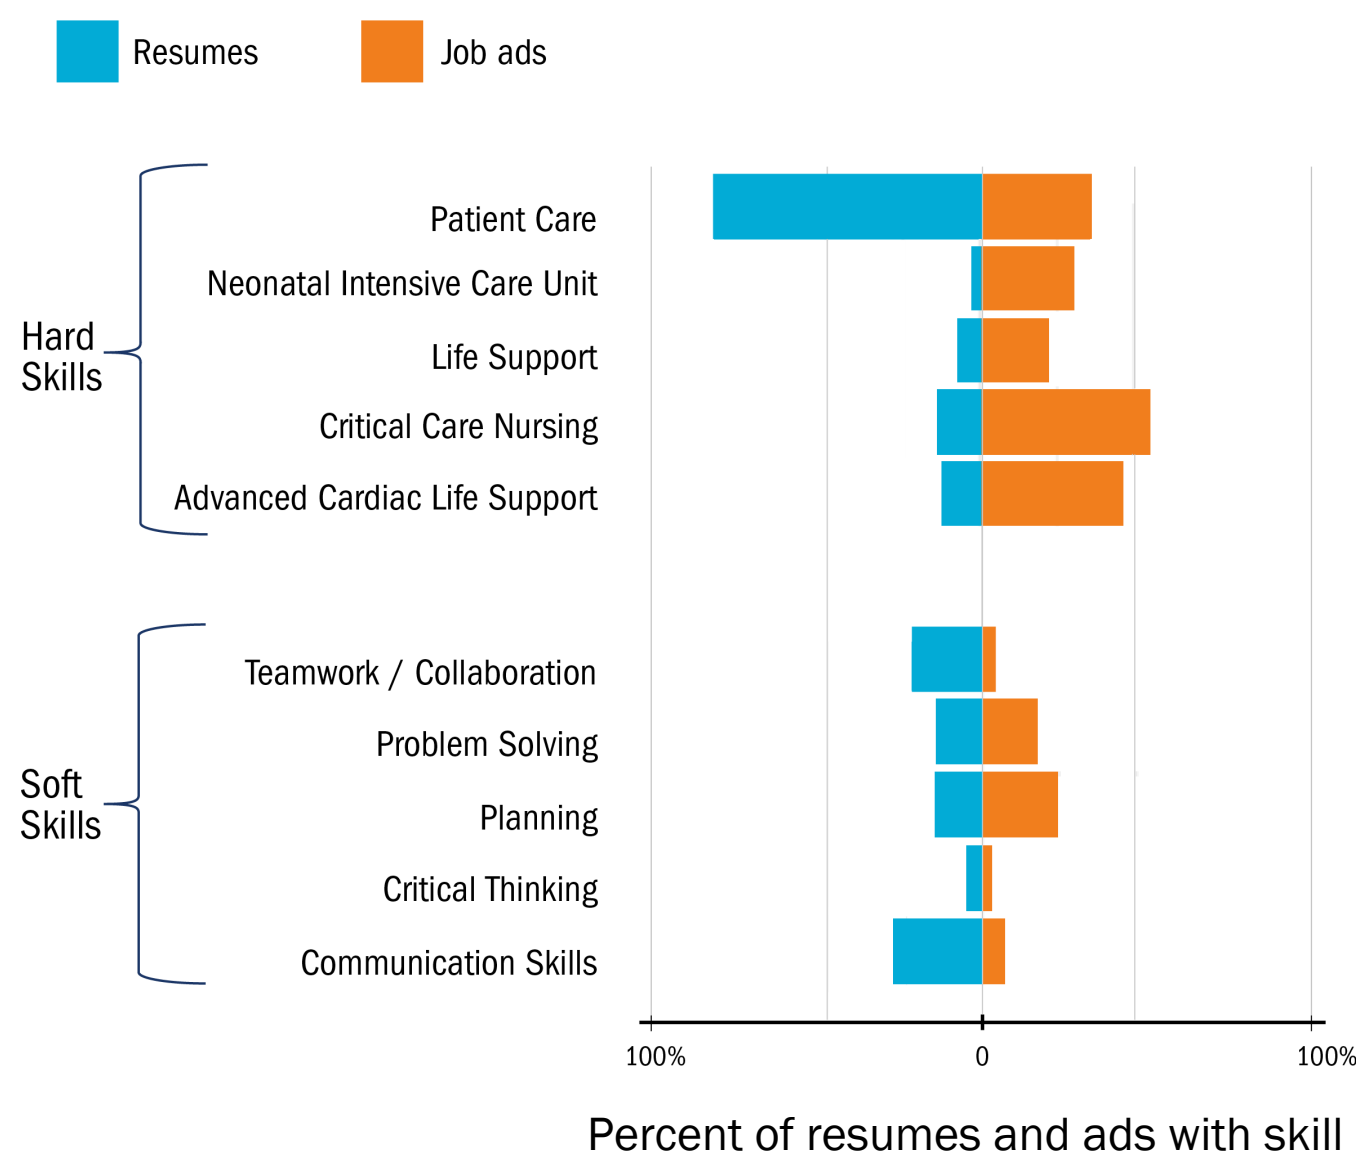 Resumes
Job ads
Hard
Skills
Patient Care
Neonatal Intensive Care Unit
Life Support
Critical Care Nursing
Advanced Cardiac Life Support
Soft
Skills
Teamwork / Collaboration
Problem Solving
Planning
Critical Thinking
Communication Skills
100%
0
100%
Percent of resumes and ads with skill